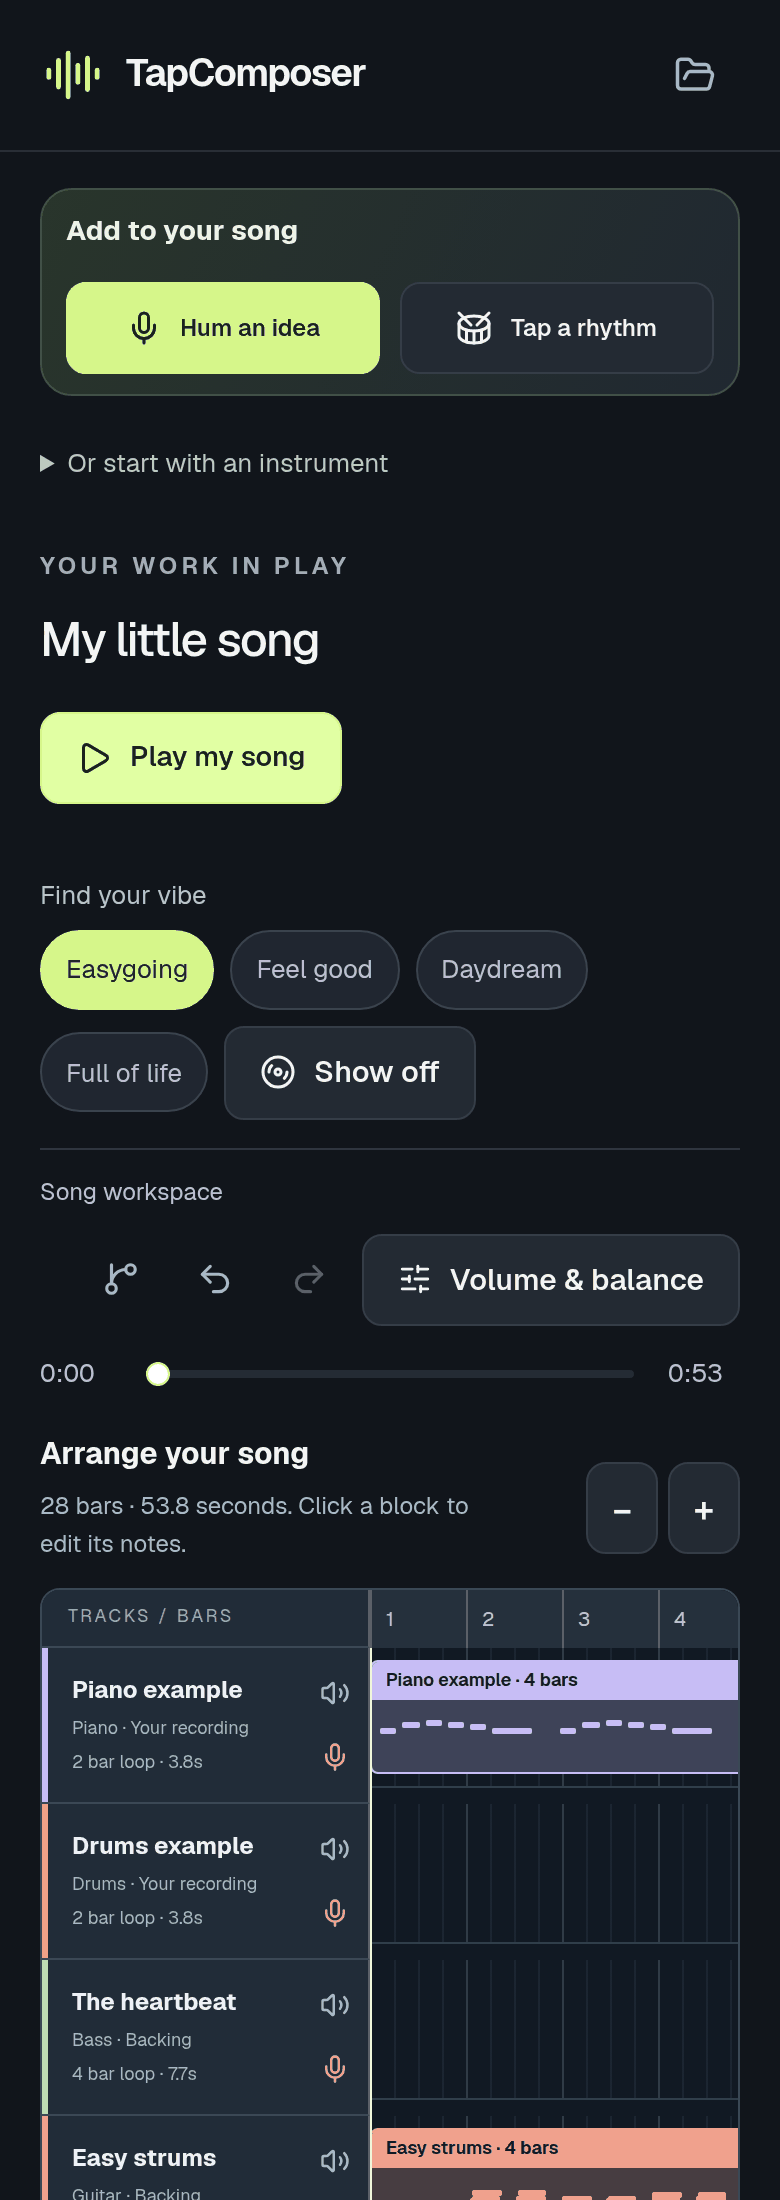 TapComposer
Add to your song
Hum an idea
Tap a rhythm
Or start with an instrument
YOUR WORK IN PLAY
My little song
Play my song
Find your vibe
Easygoing
Feel good
Daydream
Full of life
Show off
Song workspace
Volume & balance
0:00
0:53
Arrange your song
28 bars · 53.8 seconds. Click a block to
edit its notes.
–
+
TRACKS / BARS
1
2
3
4
Piano example
Piano · Your recording
2 bar loop · 3.8s
Piano example · 4 bars
Drums example
Drums · Your recording
2 bar loop · 3.8s
The heartbeat
Bass · Backing
4 bar loop · 7.7s
Easy strums
Guitar · Backing
Easy strums · 4 bars